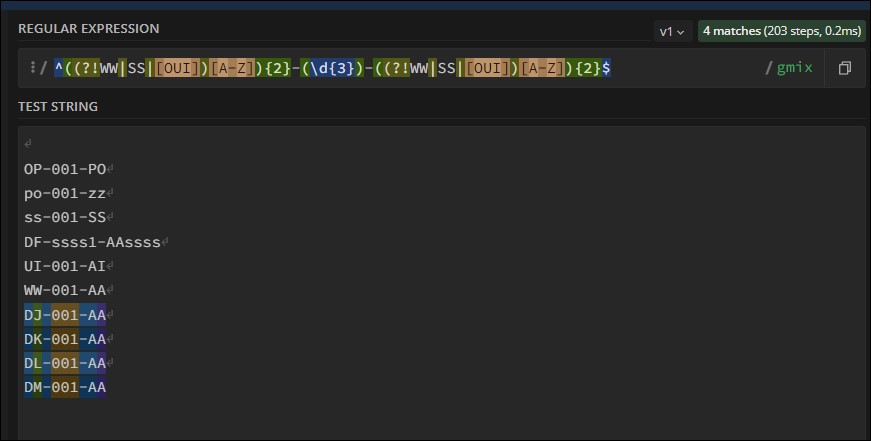 REGULAR EXPRESSION
v1
4 matches (203 steps, 0.2ms)
/ ^((?!WW|SS|[OUI])[A-Z]){2}-(\d{3})-((?!WW|SS|[OUI])[A-Z]){2}$ / gmix
TEST STRING
OP-001-PO
po-001-zz
ss-001-SS
DF-ssss1-AAssss
UI-001-AI
WW-001-AA
DJ-001-AA
DK-001-AA
DL-001-AA
DM-001-AA